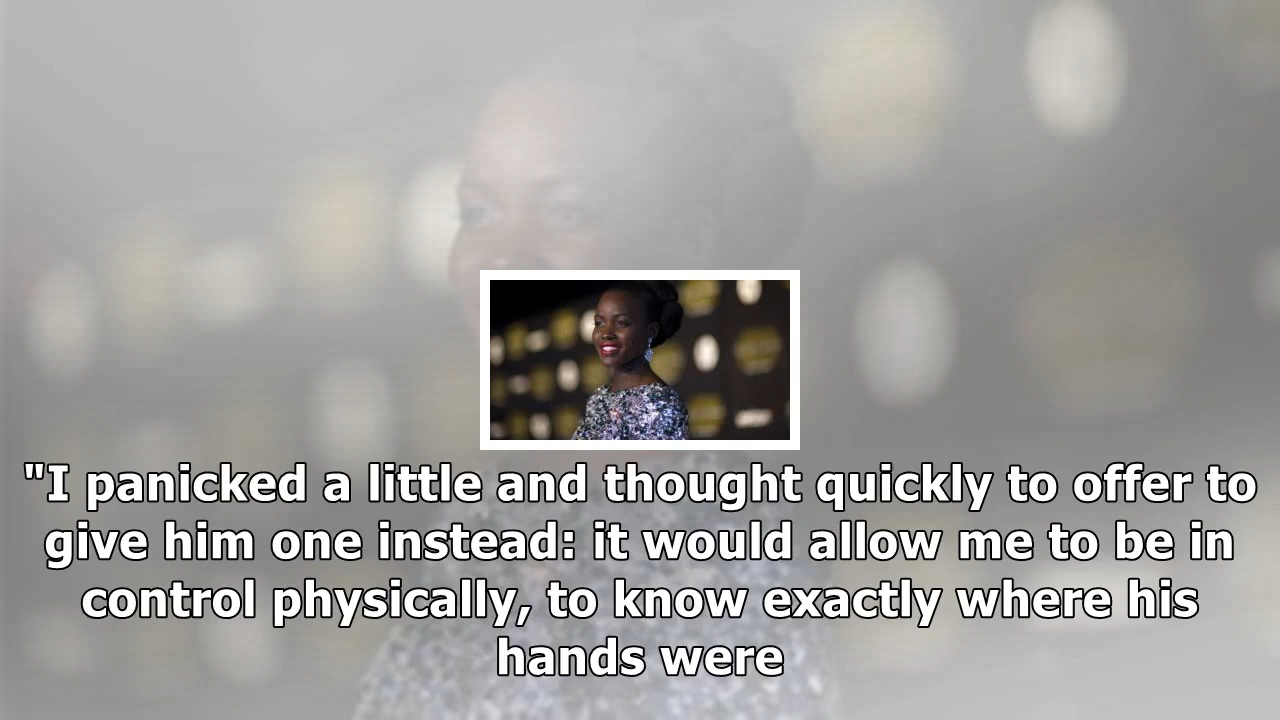 "I panicked a little and thought quickly to offer to
give him one instead: it would allow me to be in
control physically, to know exactly where his
hands were